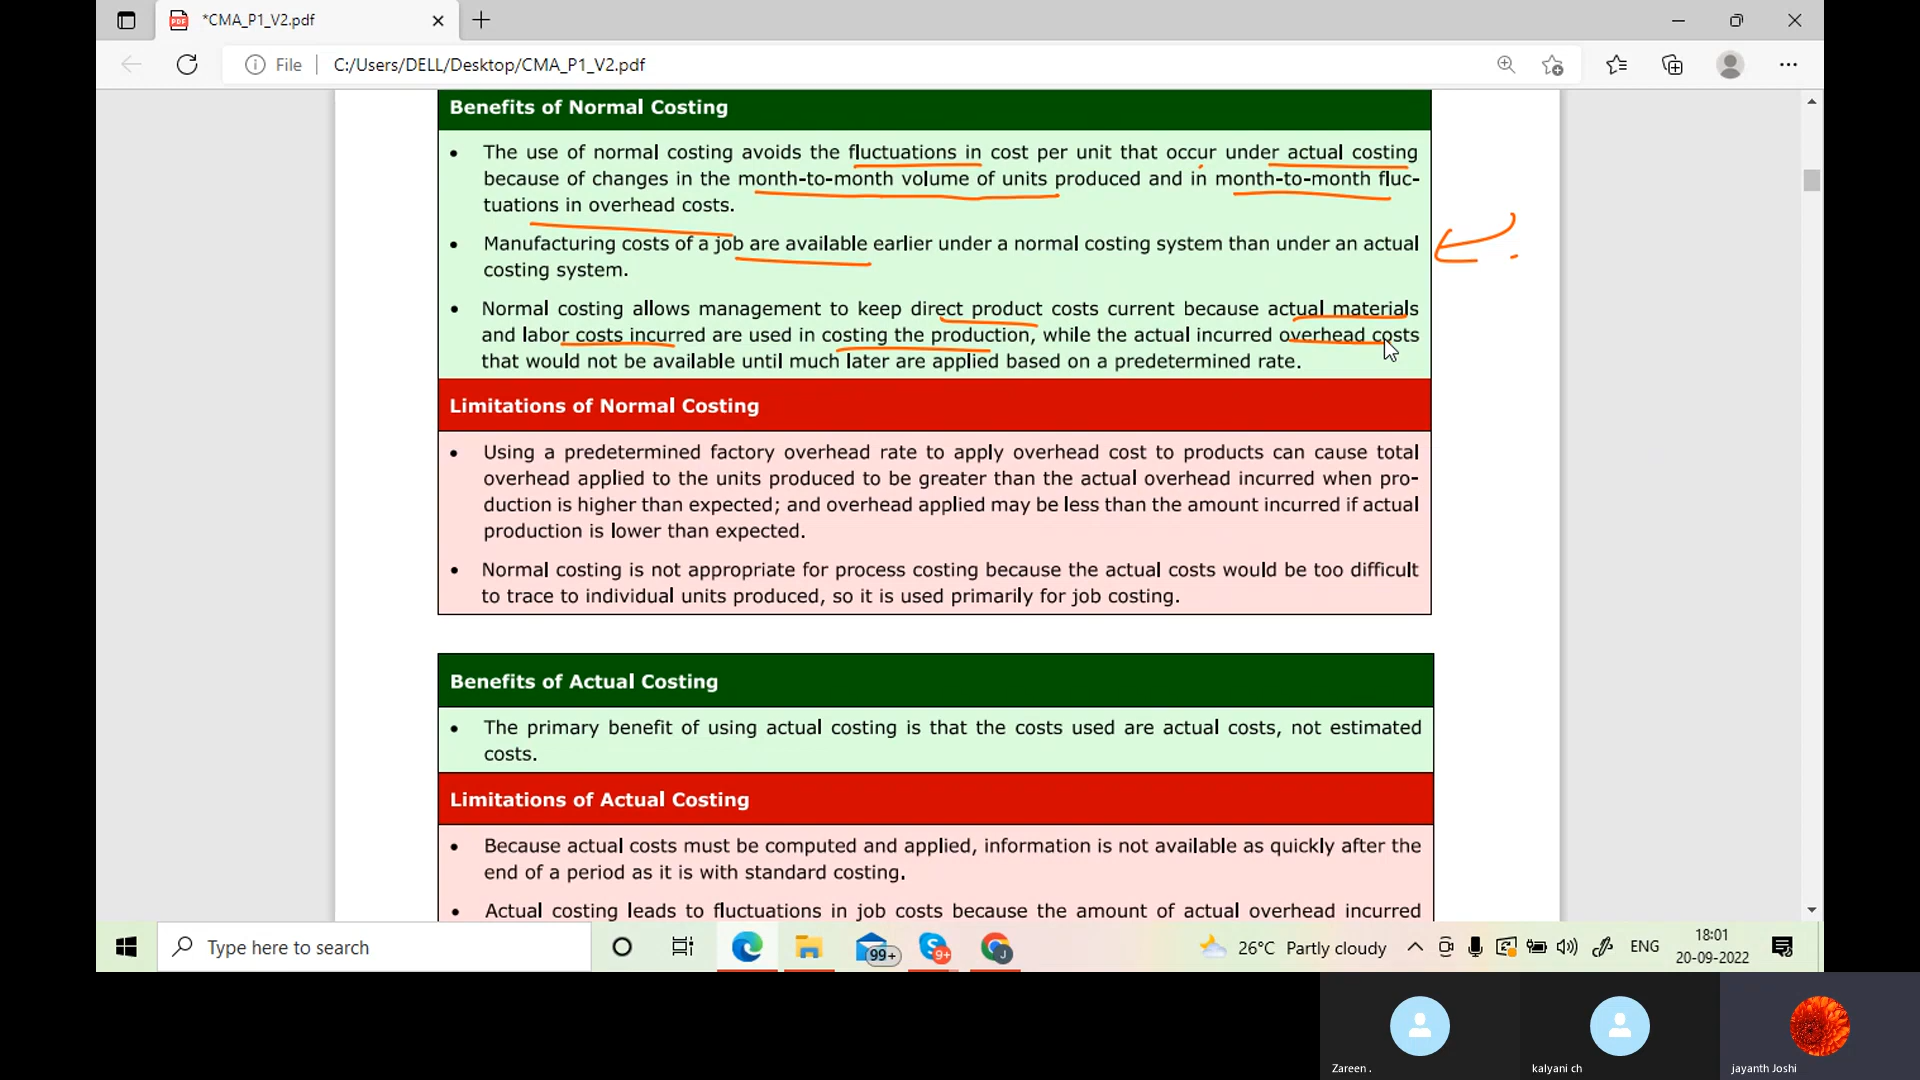 *CMA_P1_V2.pdf
File
C:/Users/DELL/Desktop/CMA_P1_V2.pdf
Benefits of Normal Costing
• The use of normal costing avoids the fluctuations in cost per unit that occur under actual costing
because of changes in the month-to-month volume of units produced and in month-to-month fluc-
tuations in overhead costs.
• Manufacturing costs of a job are available earlier under a normal costing system than under an actual
costing system.
• Normal costing allows management to keep direct product costs current because actual materials
and labor costs incurred are used in costing the production, while the actual incurred overhead costs
that would not be available until much later are applied based on a predetermined rate.
Limitations of Normal Costing
• Using a predetermined factory overhead rate to apply overhead cost to products can cause total
overhead applied to the units produced to be greater than the actual overhead incurred when pro-
duction is higher than expected; and overhead applied may be less than the amount incurred if actual
production is lower than expected.
• Normal costing is not appropriate for process costing because the actual costs would be too difficult
to trace to individual units produced, so it is used primarily for job costing.
Benefits of Actual Costing
• The primary benefit of using actual costing is that the costs used are actual costs, not estimated
costs.
Limitations of Actual Costing
• Because actual costs must be computed and applied, information is not available as quickly after the
end of a period as it is with standard costing.
• Actual costing leads to fluctuations in job costs because the amount of actual overhead incurred
Type here to search
99+
9+
J
26°C Partly cloudy
ENG
18:01
20-09-2022
Zareen .
kalyani ch
jayanth Joshi